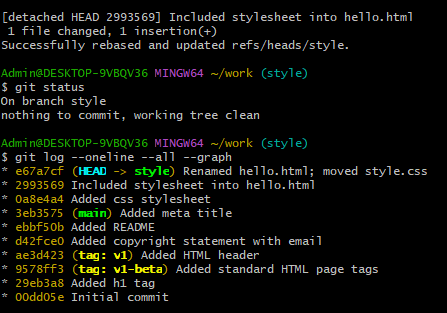 [detached HEAD 2993569] Included stylesheet into hello.html
 1 file changed, 1 insertion(+)
Successfully rebased and updated refs/heads/style.
Admin@DESKTOP-9VBQV36 MINGW64 ~/work (style)
$ git status
On branch style
nothing to commit, working tree clean
Admin@DESKTOP-9VBQV36 MINGW64 ~/work (style)
$ git log --oneline --all --graph
* e67a7cf (HEAD -> style) Renamed hello.html; moved style.css
* 2993569 Included stylesheet into hello.html
* 0a8e4a4 Added css stylesheet
* 3eb3575 (main) Added meta title
* ebbf50b Added README
* d42fce0 Added copyright statement with email
* ae3d423 (tag: v1) Added HTML header
* 9578ff3 (tag: v1-beta) Added standard HTML page tags
* 29eb3a8 Added h1 tag
* 00dd05e Initial commit